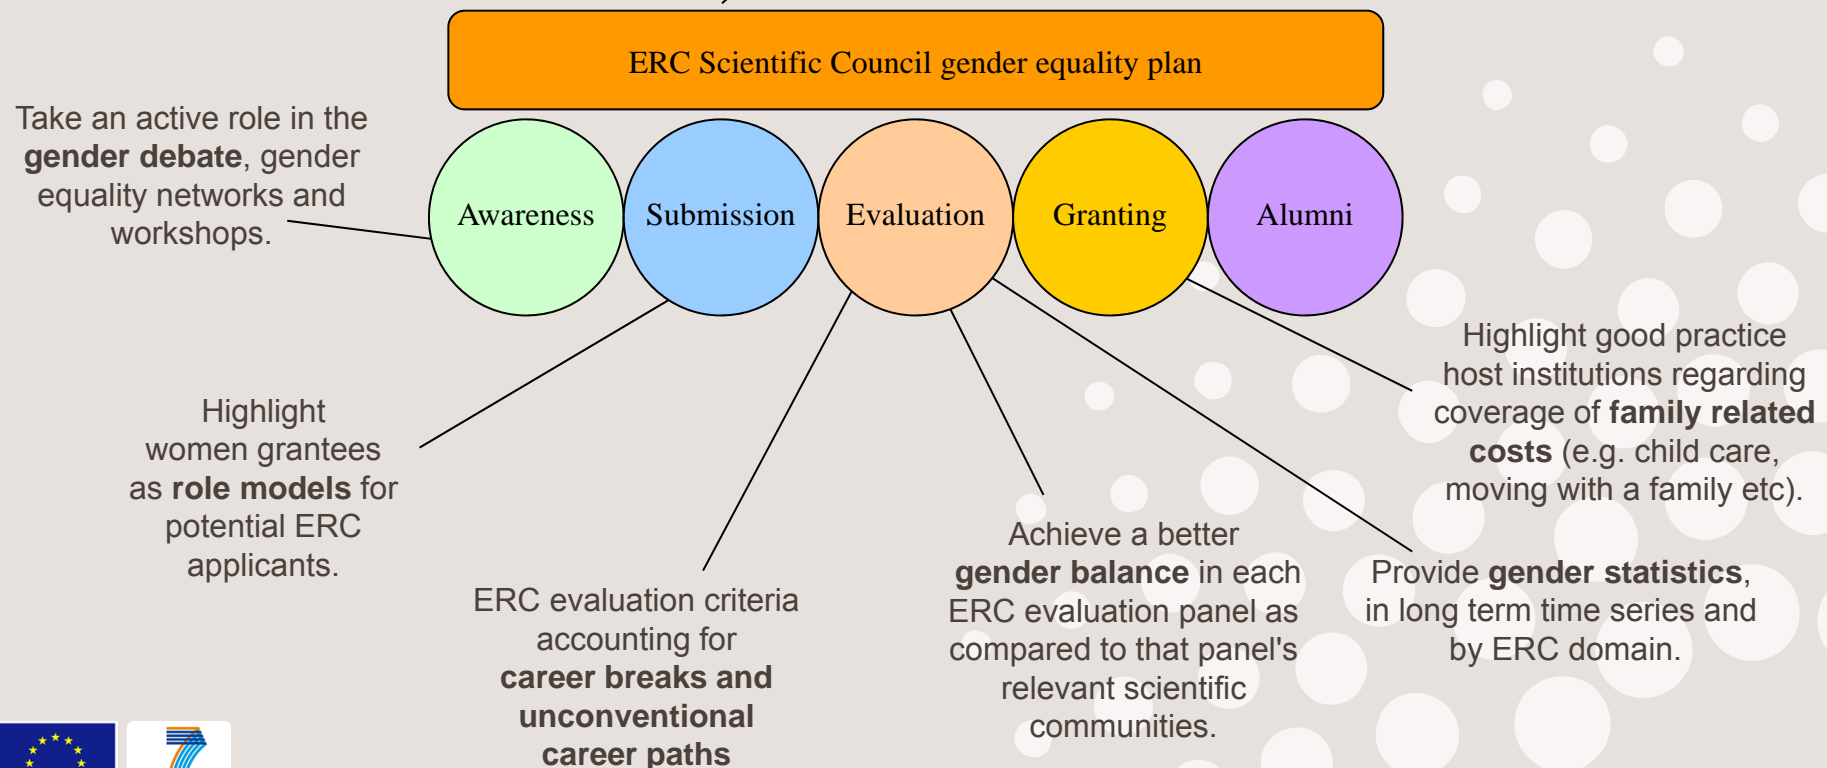 ERC Scientific Council gender equality plan
Take an active role in the
gender debate, gender
equality networks and
workshops.
Awareness
Submission
Evaluation
Granting
Alumni
Highlight
women grantees
as role models for
potential ERC
applicants.
ERC evaluation criteria
accounting for
career breaks and
unconventional
career paths
Achieve a better
gender balance in each
ERC evaluation panel as
compared to that panel's
relevant scientific
communities.
Provide gender statistics,
in long term time series and
by ERC domain.
Highlight good practice
host institutions regarding
coverage of family related
costs (e.g. child care,
moving with a family etc).